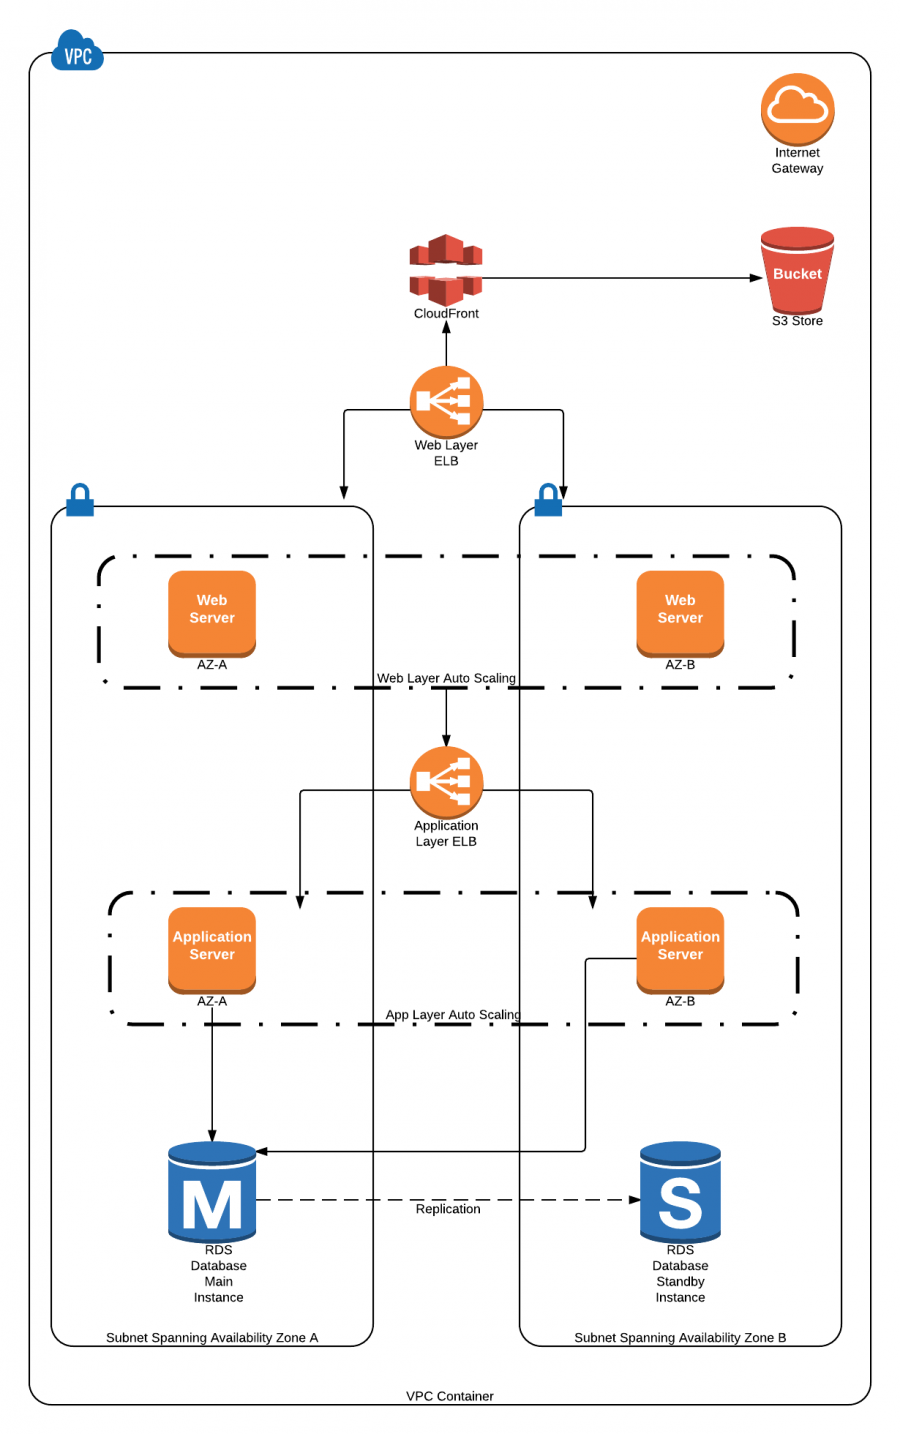 VPC
Internet
Gateway
Bucket
S3 Store
CloudFront
Web Layer
ELB
Web
Server
AZ-A
Web
Server
AZ-B
Web Layer Auto Scaling
Application
Layer ELB
Application
Server
AZ-A
Application
Server
AZ-B
App Layer Auto Scaling
M
Replication
S
RDS
Database
Main
Instance
RDS
Database
Standby
Instance
Subnet Spanning Availability Zone A
Subnet Spanning Availability Zone B
VPC Container